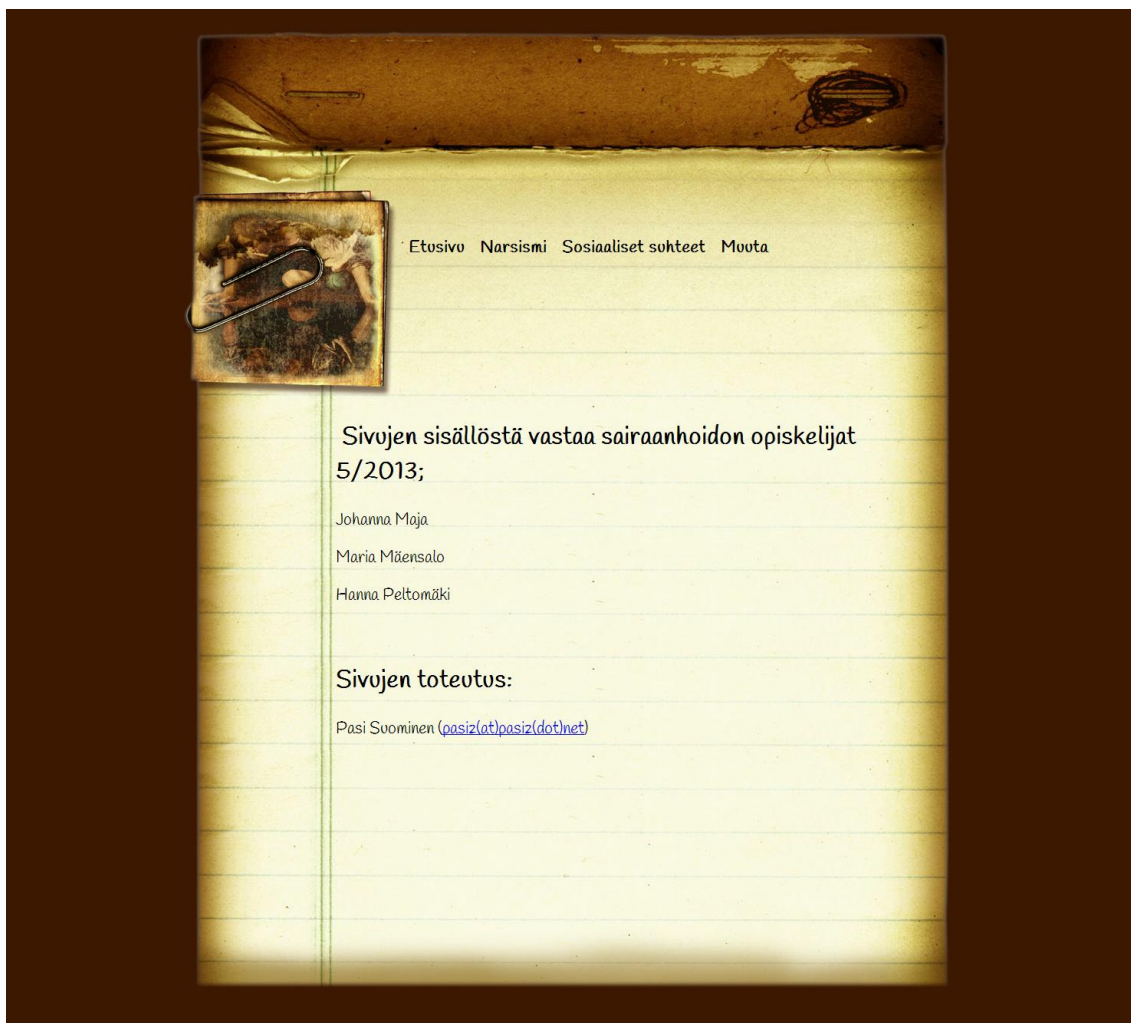 Etusivu Narsismi Sosiaaliset suhteet Muuta
Sivujen sisällöstä vastaa sairaanhoidon opiskelijat
5/2013;
Johanna Maja
Maria Mäensalo
Hanna Peltomäki
Sivujen toteutus:
Pasi Suominen (pasiz(at)pasiz(dot)net)